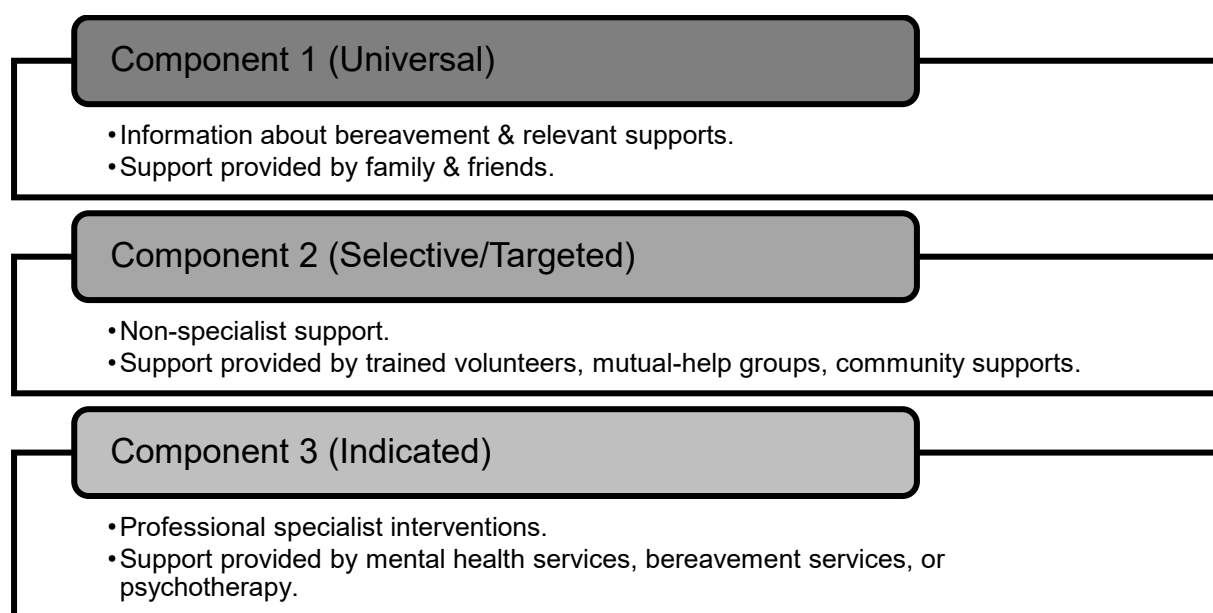 Component 1 (Universal)
•Information about bereavement & relevant supports.
•Support provided by family & friends.
Component 2 (Selective/Targeted)
•Non-specialist support.
•Support provided by trained volunteers, mutual-help groups, community supports.
Component 3 (Indicated)
•Professional specialist interventions.
•Support provided by mental health services, bereavement services, or
psychotherapy.